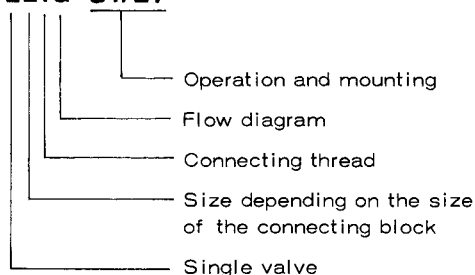 Operation and mounting
Flow diagram
Connecting thread
Size depending on the size
of the connecting block
Single valve